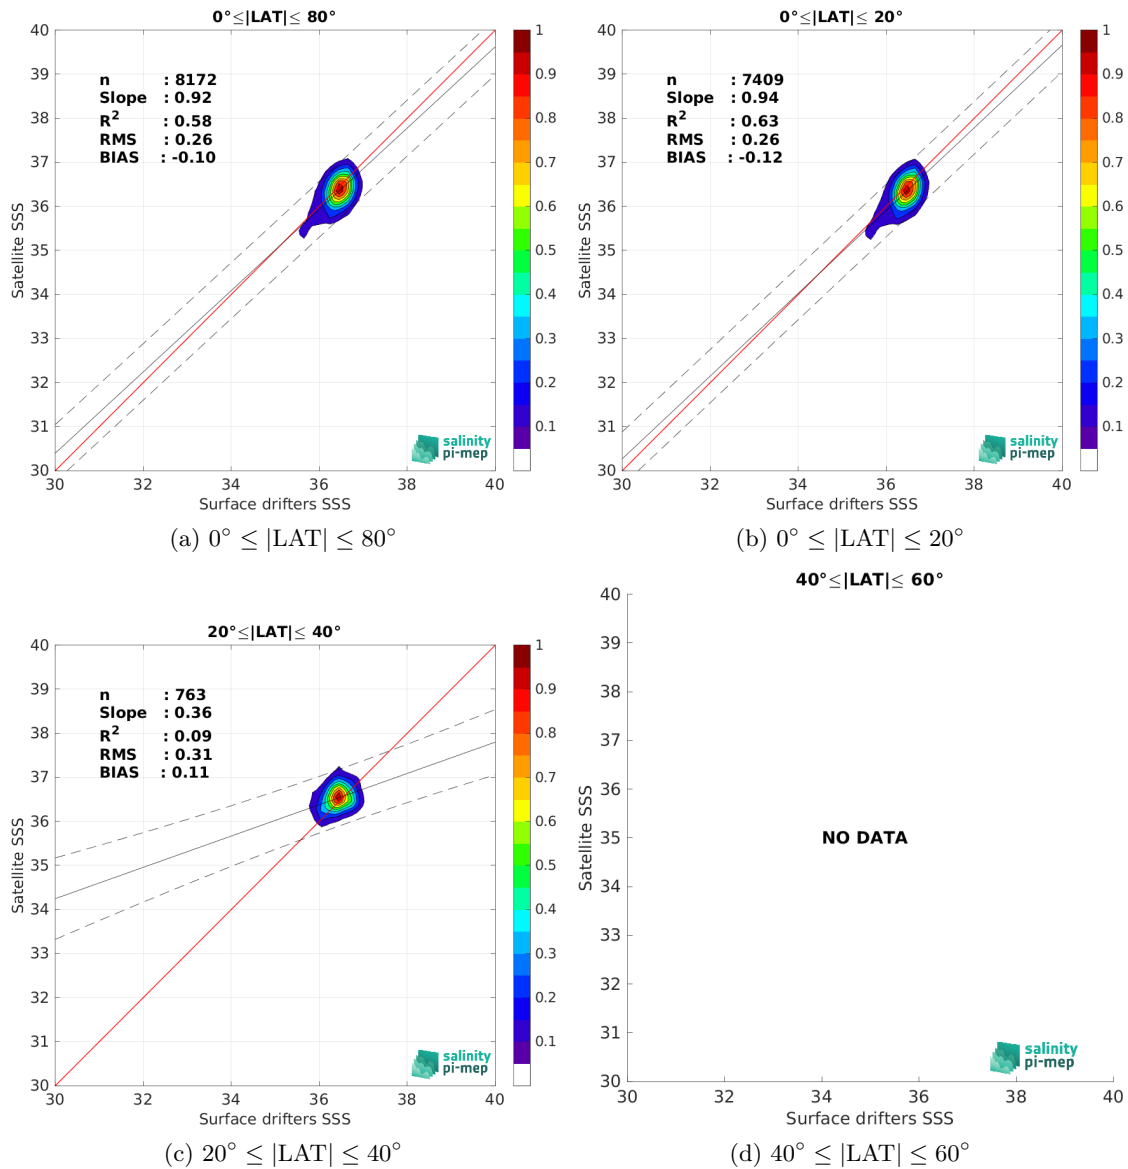 0°≤|LAT|≤ 80°
40
39
38
37
36
35
34
33
32
31
30
Satellite SSS
n : 8172
Slope : 0.92
R² : 0.58
RMS : 0.26
BIAS : -0.10
salinity
pi-mep
30 32 34 36 38 40
Surface drifters SSS
1
0.9
0.8
0.7
0.6
0.5
0.4
0.3
0.2
0.1
(a) 0° ≤ |LAT| ≤ 80°
0°≤|LAT|≤ 20°
40
39
38
37
36
35
34
33
32
31
30
Satellite SSS
n : 7409
Slope : 0.94
R² : 0.63
RMS : 0.26
BIAS : -0.12
salinity
pi-mep
30 32 34 36 38 40
Surface drifters SSS
1
0.9
0.8
0.7
0.6
0.5
0.4
0.3
0.2
0.1
(b) 0° ≤ |LAT| ≤ 20°
20°≤|LAT|≤ 40°
40
39
38
37
36
35
34
33
32
31
30
Satellite SSS
n : 763
Slope : 0.36
R² : 0.09
RMS : 0.31
BIAS : 0.11
salinity
pi-mep
30 32 34 36 38 40
Surface drifters SSS
1
0.9
0.8
0.7
0.6
0.5
0.4
0.3
0.2
0.1
(c) 20° ≤ |LAT| ≤ 40°
40°≤|LAT|≤ 60°
40
39
38
37
36
35
34
33
32
31
30
Satellite SSS
NO DATA
salinity
pi-mep
30 32 34 36 38 40
Surface drifters SSS
(d) 40° ≤ |LAT| ≤ 60°